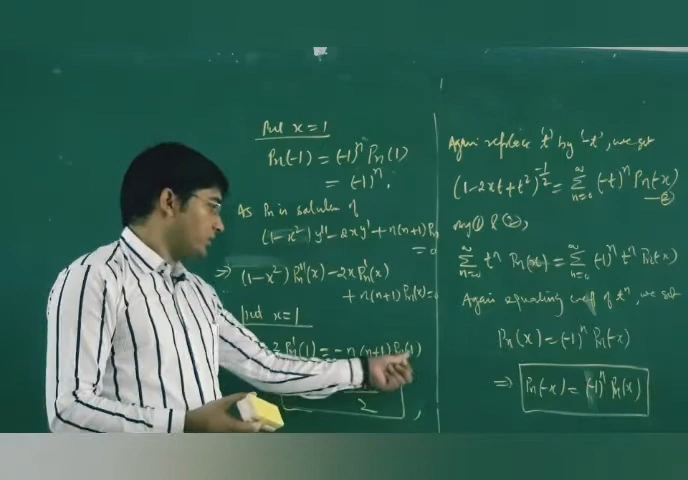 Put x = 1
Pn(-1) = (-1)^n Pn(1)
= (-1)^n.
As Pn is solution of
(1-x²) y'' - 2x y' + n(n+1) Pn
= 0
⇒ (1-x²) Pn''(x) - 2x Pn'(x)
+ n(n+1) Pn(x) = 0
put x = 1
2 Pn'(1) = -n(n+1) Pn(1)
2
Again replace 't' by '-t', we get
(1-2xt+t²)^{-1/2} = ∑_{n=0}^{∞} (-t)^n Pn(-x)
—②
by ① & ②,
∑_{n=0}^{∞} t^n Pn(x) = ∑_{n=0}^{∞} (-1)^n t^n Pn(-x)
Again equating coeff of t^n, we get
Pn(x) = (-1)^n Pn(-x)
⇒ Pn(-x) = (-1)^n Pn(x)